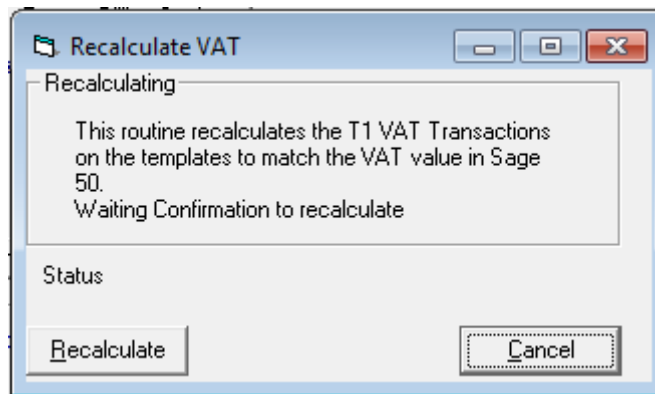 Recalculate VAT
Recalculating
This routine recalculates the T1 VAT Transactions
on the templates to match the VAT value in Sage
50.
Waiting Confirmation to recalculate
Status
Recalculate
Cancel